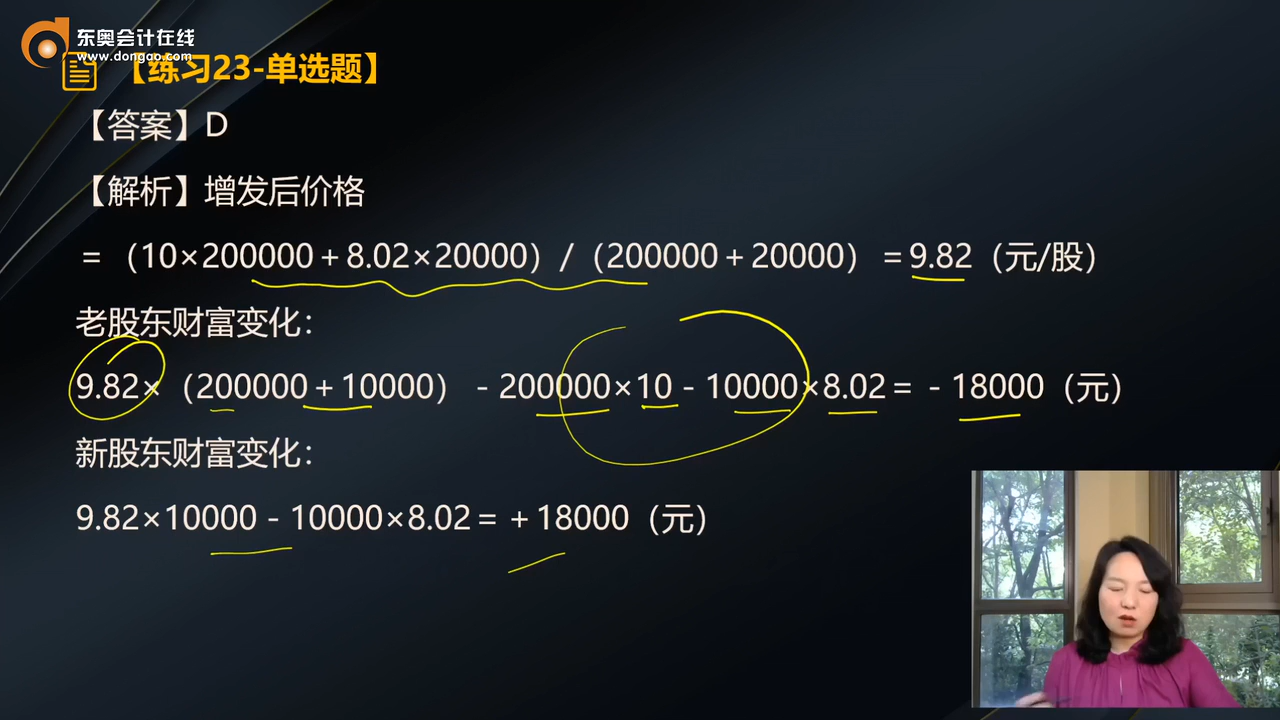 东奥会计在线
www.dongao.com
【练习23-单选题】
【答案】D
【解析】增发后价格
=（10×200000+8.02×20000）/（200000+20000）=9.82（元/股）
老股东财富变化：
9.82×（200000+10000）-200000×10-10000×8.02=-18000（元）
新股东财富变化：
9.82×10000-10000×8.02=+18000（元）